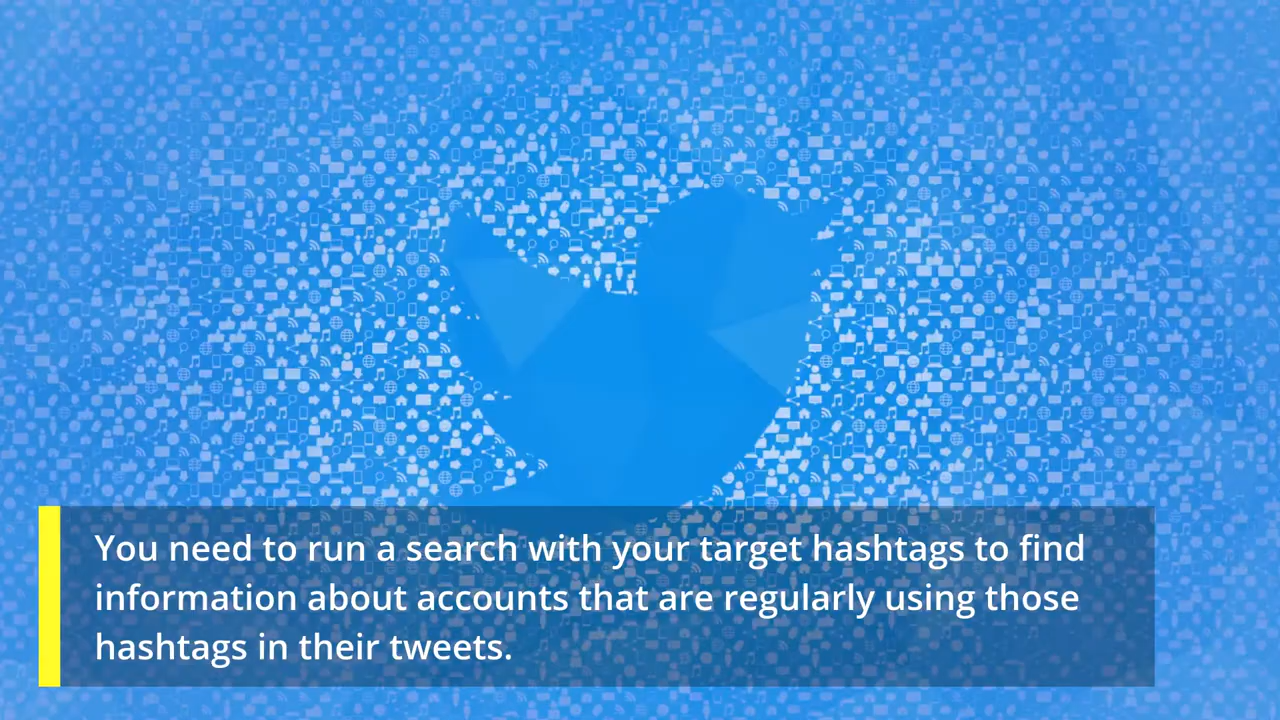 You need to run a search with your target hashtags to find
information about accounts that are regularly using those
hashtags in their tweets.